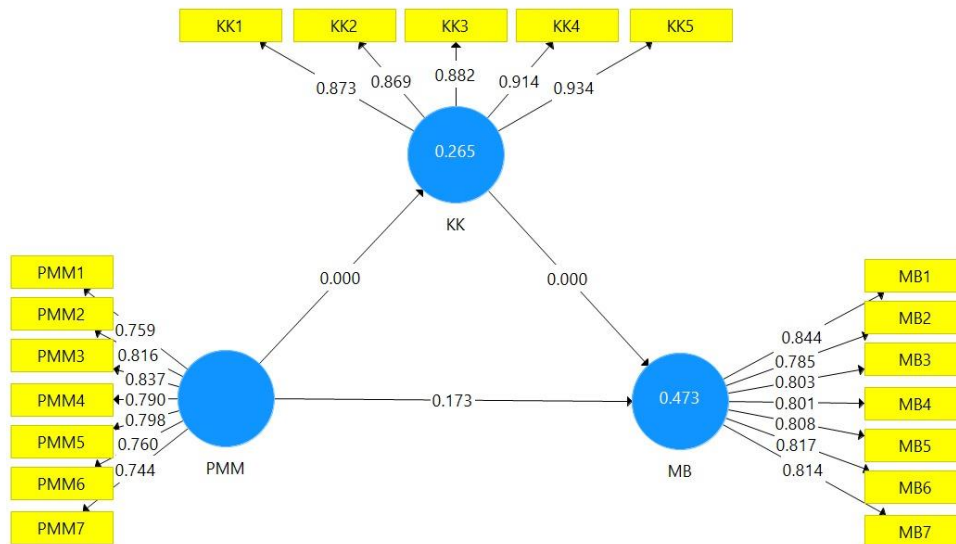 KK1 KK2 KK3 KK4 KK5
0.873 0.869 0.882 0.914 0.934
0.265
KK
0.000 0.000
PMM1
PMM2
PMM3
PMM4
PMM5
PMM6
PMM7
0.759
0.816
0.837
0.790
0.798
0.760
0.744
PMM
0.173
0.473
MB
0.844
0.785
0.803
0.801
0.808
0.817
0.814
MB1
MB2
MB3
MB4
MB5
MB6
MB7